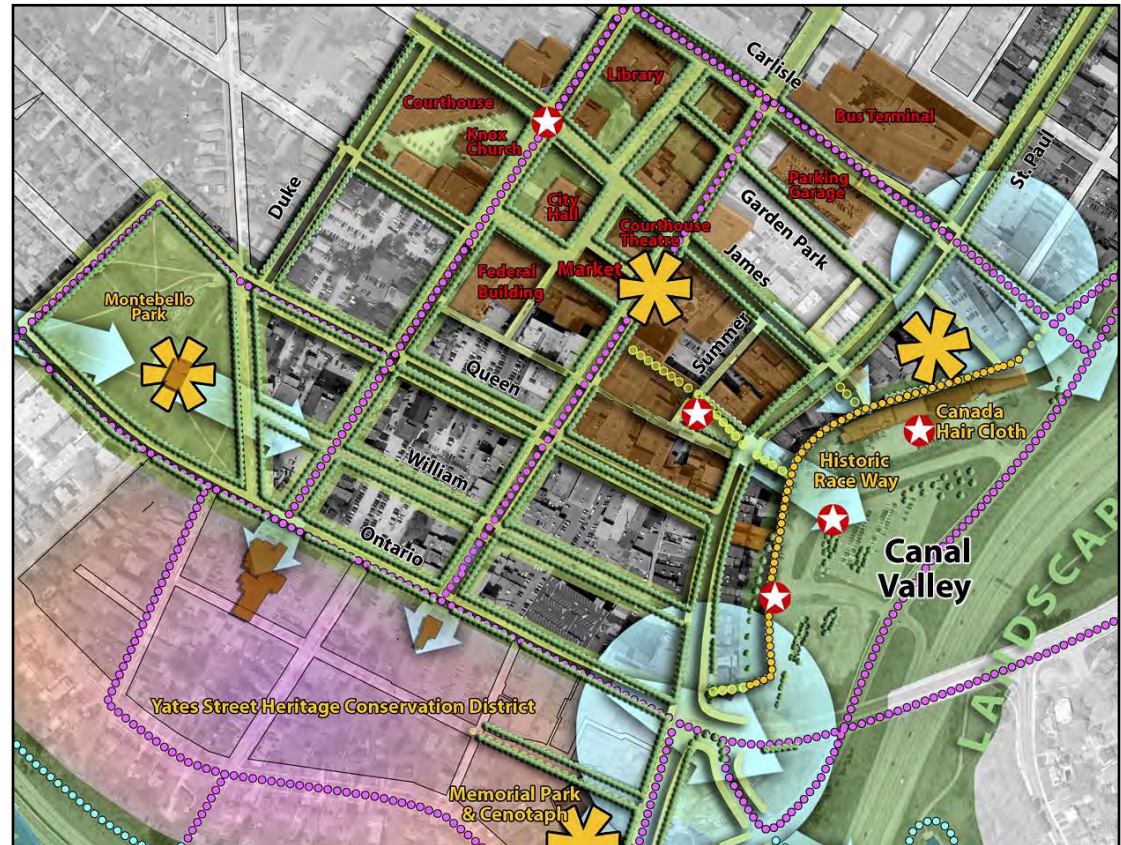 Carlisle
Library
Courthouse
Knox
Church
Bus Terminal
St. Paul
Parking
Garage
Duke
City
Hall
Garden Park
Courthouse
Theatre
James
Market
Federal
Building
Montebello
Park
Summer
Queen
Canada
Hair Cloth
Historic
Race Way
William
Ontario
Canal
Valley
LANDSCAP
Yates Street Heritage Conservation District
Memorial Park
& Cenotaph